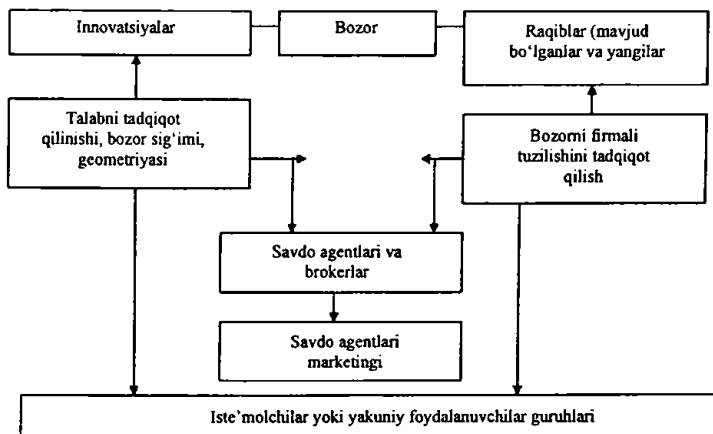 Innovatsiyalar
Bozor
Raqiblar (mavjud
bo‘lganlar va yangilar
Talabni tadqiqot
qilinishi, bozor sig‘imi,
geometriyasi
Bozorni firmali
tuzilishini tadqiqot
qilish
Savdo agentlari va
brokerlar
Savdo agentlari
marketingi
Iste’molchilar yoki yakuniy foydalanuvchilar guruhlari